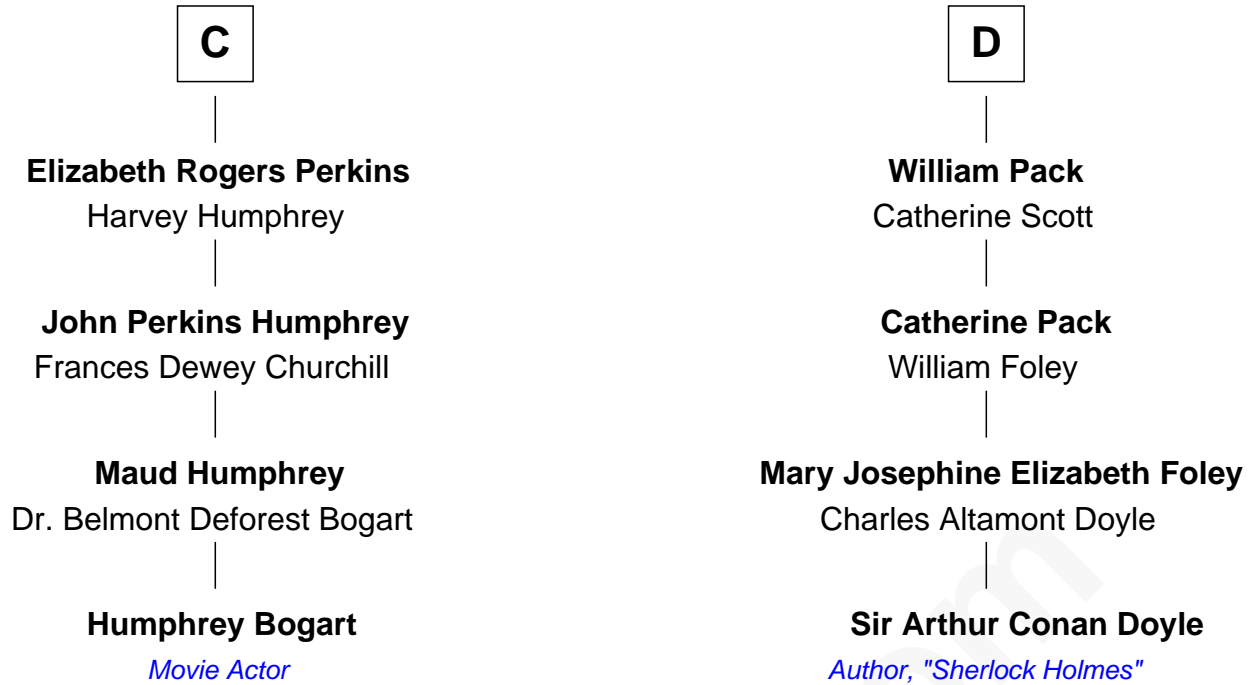 C
Elizabeth Rogers Perkins
Harvey Humphrey
John Perkins Humphrey
Frances Dewey Churchill
Maud Humphrey
Dr. Belmont Deforest Bogart
Humphrey Bogart
Movie Actor
D
William Pack
Catherine Scott
Catherine Pack
William Foley
Mary Josephine Elizabeth Foley
Charles Altamont Doyle
Sir Arthur Conan Doyle
Author, "Sherlock Holmes"